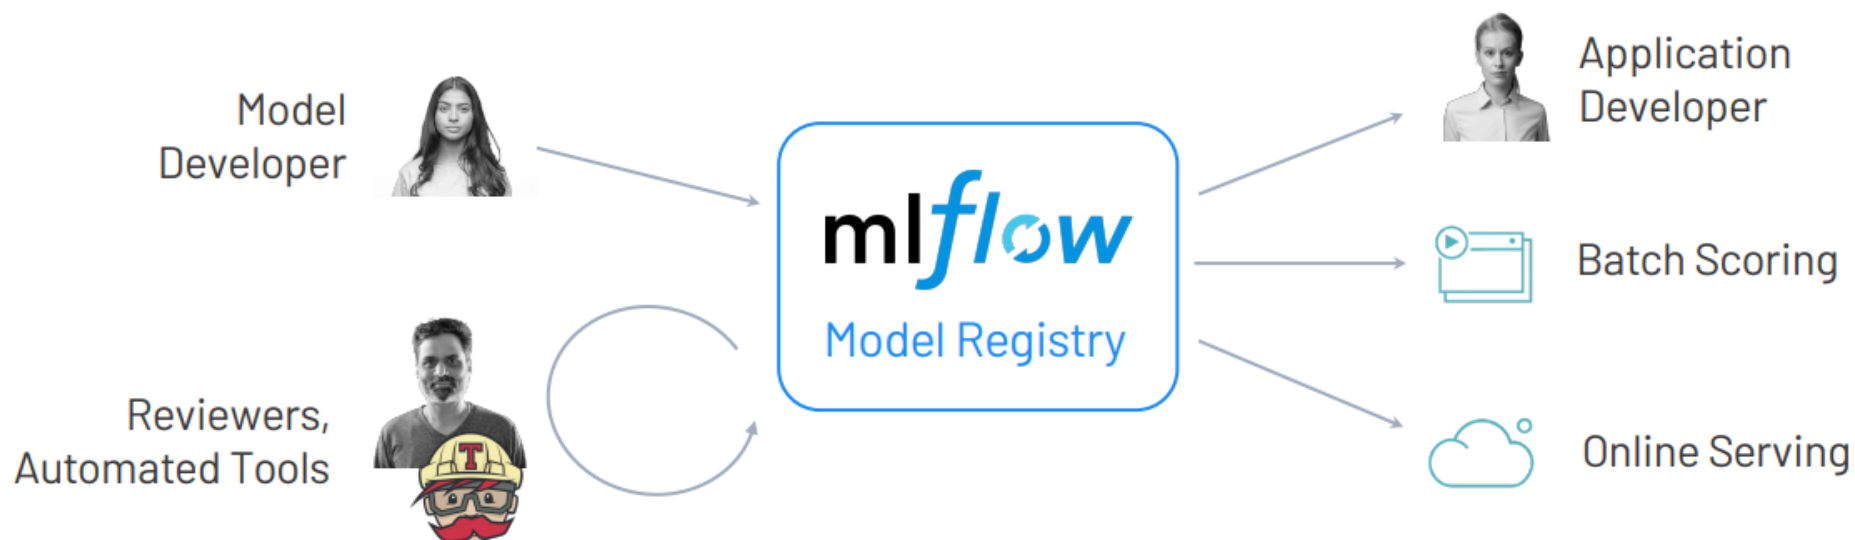 Model
Developer
Reviewers,
Automated Tools
T
mlflow
Model Registry
Application
Developer
Batch Scoring
Online Serving